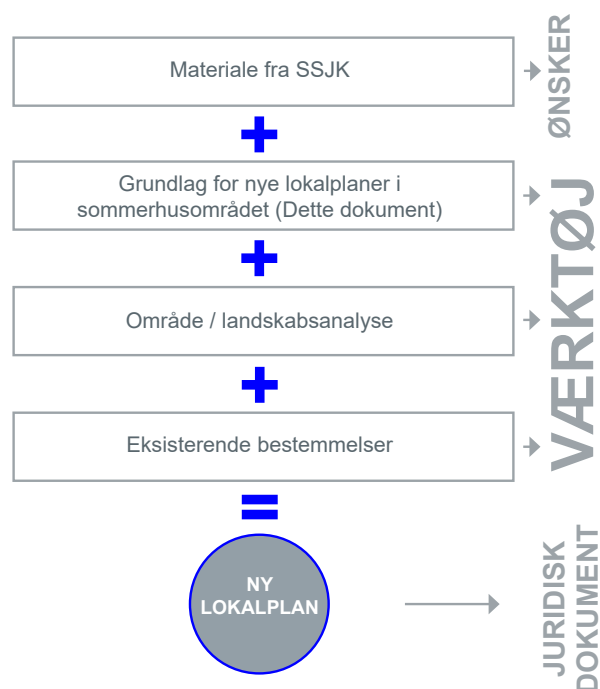 Materiale fra SSJK
ØNSKER
+
Grundlag for nye lokalplaner i
sommerhusområdet (Dette dokument)
+
Område / landskabsanalyse
VÆRKTØJ
+
Eksisterende bestemmelser
=
NY
LOKALPLAN
JURIDISK
DOKUMENT